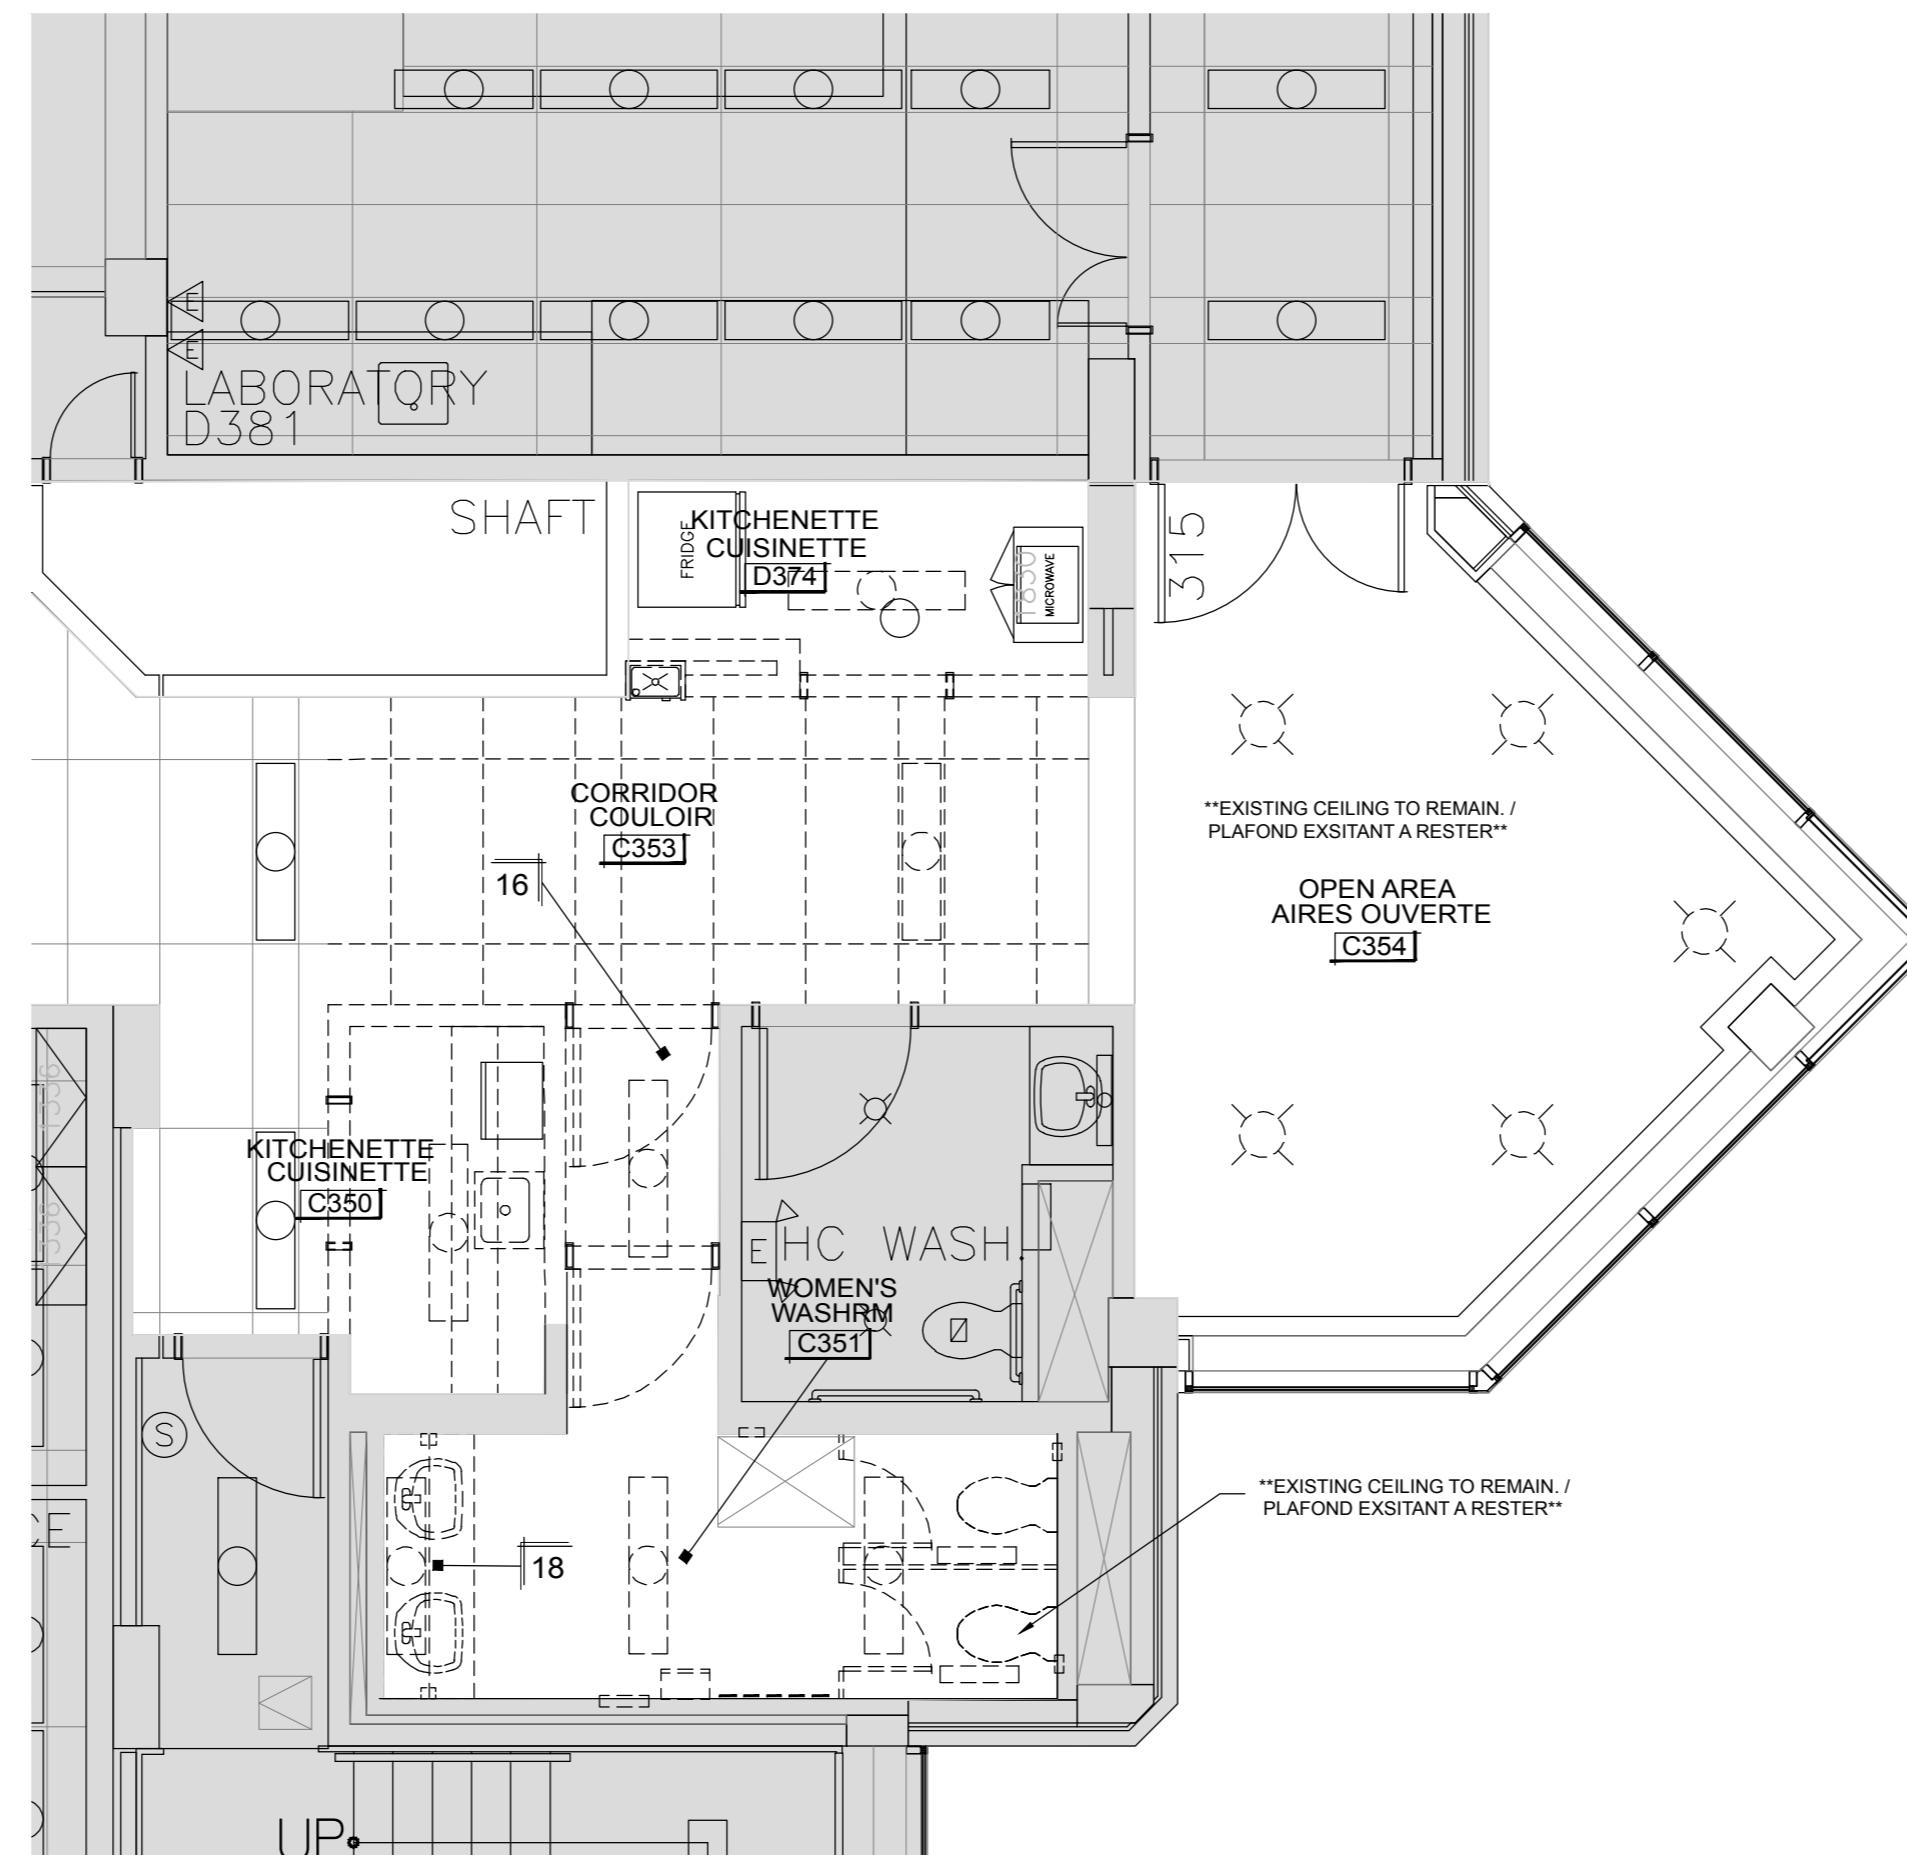 E
E
LABORATORY
D381
SHAFT
FRIDGE
KITCHENETTE
CUISINETTE
D374
MICROWAVE
3115
CORRIDOR
COULOIR
C353
**EXISTING CEILING TO REMAIN. /
PLAFOND EXSITANT A RESTER**
16
OPEN AREA
AIRES OUVERTE
C354
KITCHENETTE
CUISINETTE
C350
E
HC WASH.
WOMEN'S
WASHRM
C351
S
**EXISTING CEILING TO REMAIN. /
PLAFOND EXSITANT A RESTER**
18
UP